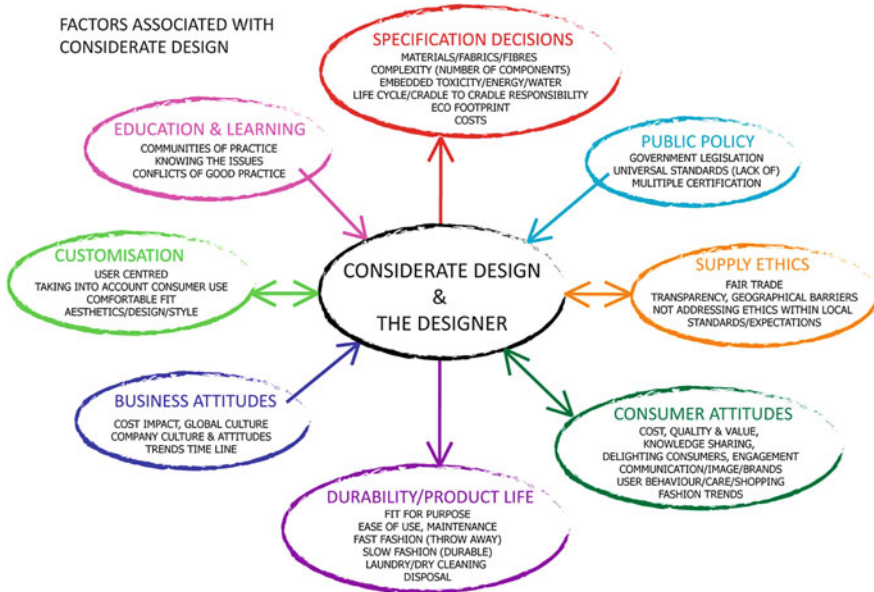 FACTORS ASSOCIATED WITH
CONSIDERATE DESIGN
SPECIFICATION DECISIONS
MATERIALS/FABRICS/FIBRES
COMPLEXITY (NUMBER OF COMPONENTS)
EMBEDDED TOXICITY/ENERGY/WATER
LIFE CYCLE/CRADLE TO CRADLE RESPONSIBILITY
ECO FOOTPRINT
COSTS
EDUCATION & LEARNING
COMMUNITIES OF PRACTICE
KNOWING THE ISSUES
CONFLICTS OF GOOD PRACTICE
PUBLIC POLICY
GOVERNMENT LEGISLATION
UNIVERSAL STANDARDS (LACK OF)
MULITIPLE CERTIFICATION
CUSTOMISATION
USER CENTRED
TAKING INTO ACCOUNT CONSUMER USE
COMFORTABLE FIT
AESTHETICS/DESIGN/STYLE
CONSIDERATE DESIGN
&
THE DESIGNER
SUPPLY ETHICS
FAIR TRADE
TRANSPARENCY, GEOGRAPHICAL BARRIERS
NOT ADDRESSING ETHICS WITHIN LOCAL
STANDARDS/EXPECTATIONS
BUSINESS ATTITUDES
COST IMPACT, GLOBAL CULTURE
COMPANY CULTURE & ATTITUDES
TRENDS TIME LINE
CONSUMER ATTITUDES
COST, QUALITY & VALUE,
KNOWLEDGE SHARING,
DELIGHTING CONSUMERS, ENGAGEMENT
COMMUNICATION/IMAGE/BRANDS
USER BEHAVIOUR/CARE/SHOPPING
FASHION TRENDS
DURABILITY/PRODUCT LIFE
FIT FOR PURPOSE
EASE OF USE, MAINTENANCE
FAST FASHION (THROW AWAY)
SLOW FASHION (DURABLE)
LAUNDRY/DRY CLEANING
DISPOSAL